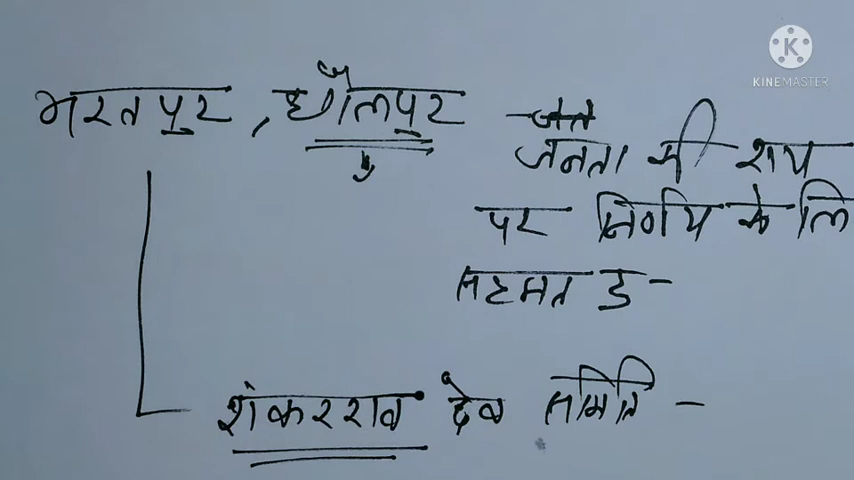 KINEMASTER
भरतपुर, धौलपुर
जनता की राय
पर निर्णय के लि
सहमत हु -
शंकरराव देव समिति -